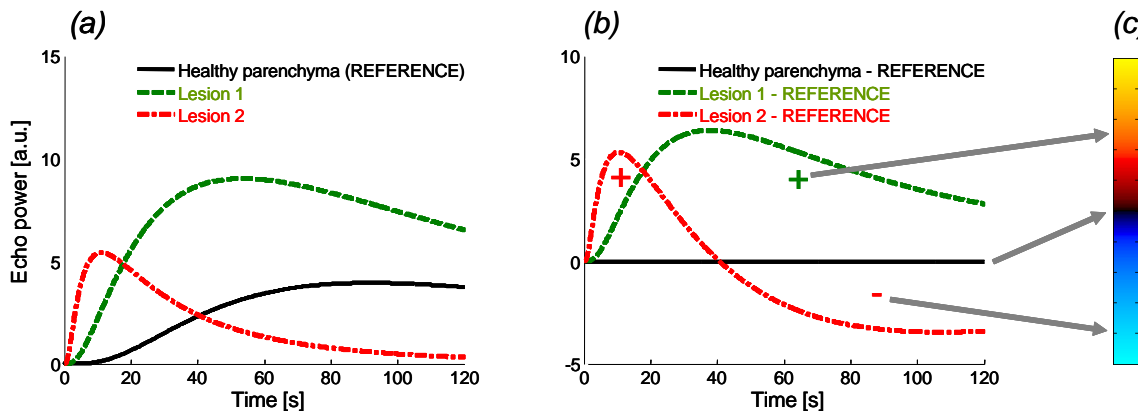 (a)
15
10
5
0
Echo power [a.u.]
Healthy parenchyma (REFERENCE)
Lesion 1
Lesion 2
0 20 40 60 80 100 120
Time [s]
(b)
10
5
0
-5
Healthy parenchyma - REFERENCE
Lesion 1 - REFERENCE
Lesion 2 - REFERENCE
+
+
-
0 20 40 60 80 100 120
Time [s]
(c)